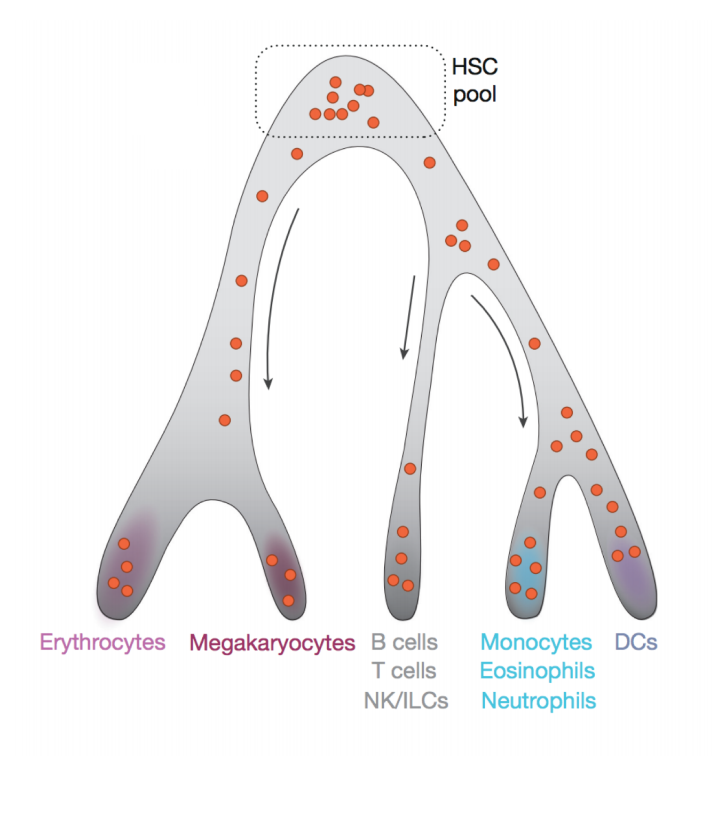 HSC
pool
Erythrocytes
Megakaryocytes
B cells
T cells
NK/ILCs
Monocytes
Eosinophils
Neutrophils
DCs